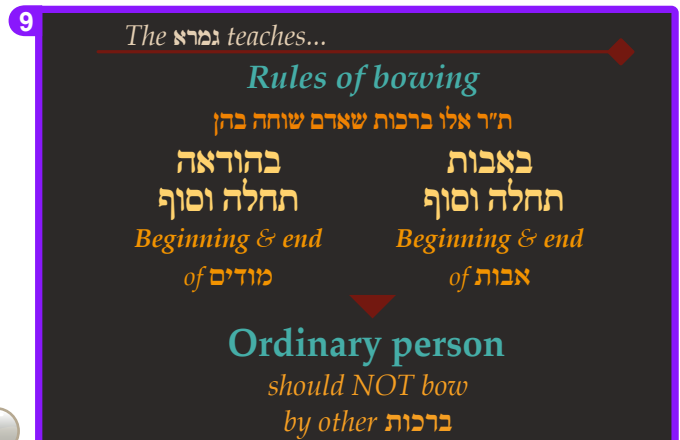 9
The גמרא teaches...
Rules of bowing
ת״ר אלו ברכות שאדם שוחה בהן
באבות
תחלה וסוף
Beginning & end
of אבות
בהודאה
תחלה וסוף
Beginning & end
of מודים
Ordinary person
should NOT bow
by other ברכות